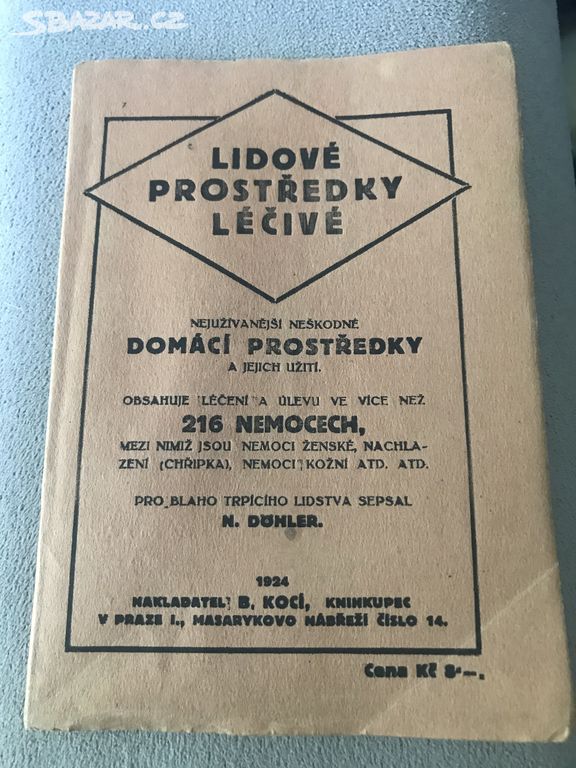 SBAZAR.CZ
LIDOVÉ
PROSTŘEDKY
LÉČIVÉ
NEJUŽÍVANĚJŠÍ NEŠKODNÉ
DOMÁCÍ PROSTŘEDKY
A JEJICH UŽITÍ.
OBSAHUJE LÉČENÍ A ÚLEVU VE VÍCE NEŽ
216 NEMOCECH,
MEZI NIMIŽ JSOU NEMOCI ŽENSKÉ, NACHLA-
ZENÍ (CHŘIPKA), NEMOCI KOŽNÍ ATD. ATD.
PRO BLAHO TRPÍCÍHO LIDSTVA SEPSAL
N. DÖHLER.
1924
NAKLADATEL B. KOČÍ, KNIHKUPEC
V PRAZE I., MASARYKOVO NÁBŘEŽÍ ČÍSLO 14.
Cena Kč 8·—.